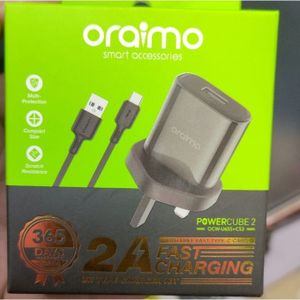 oraimo
smart accessories
Multi-
Protection
Compact
Size
Scratch
Resistance
oraimo
POWERCUBE 2
365
DAYS
2A FAST
CHARGING